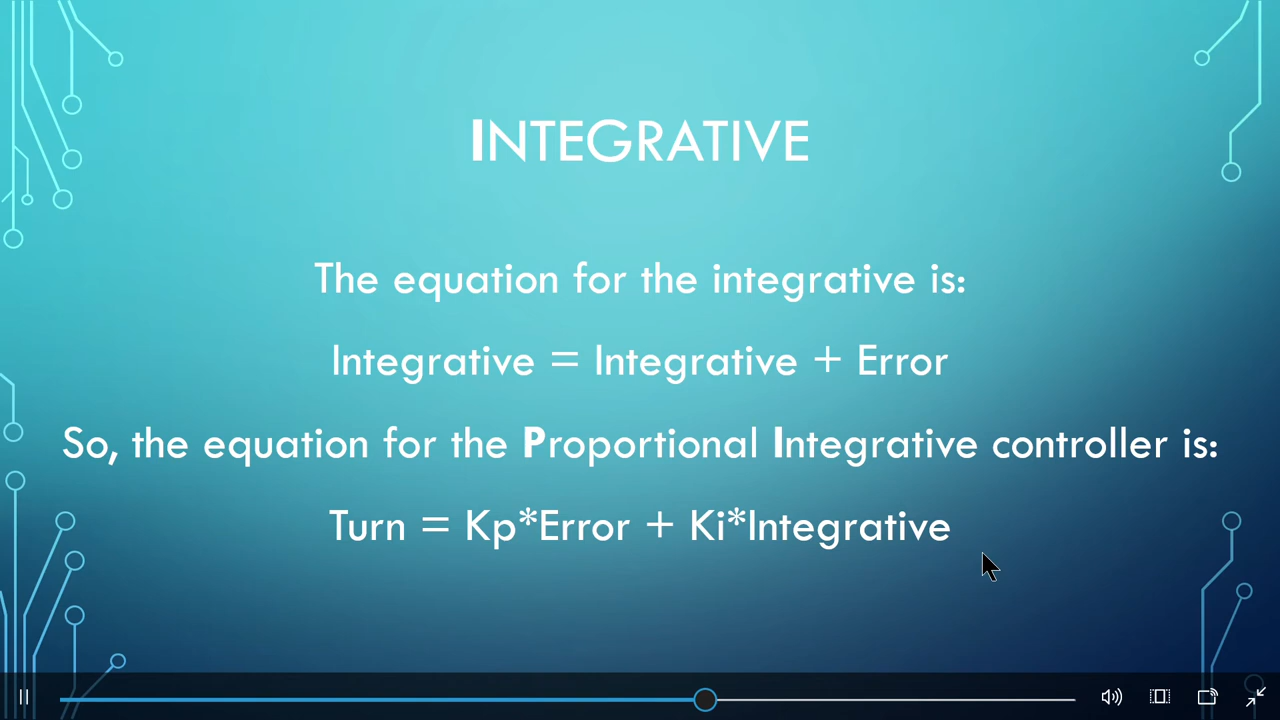 INTEGRATIVE
The equation for the integrative is:
Integrative = Integrative + Error
So, the equation for the Proportional Integrative controller is:
Turn = Kp*Error + Ki*Integrative